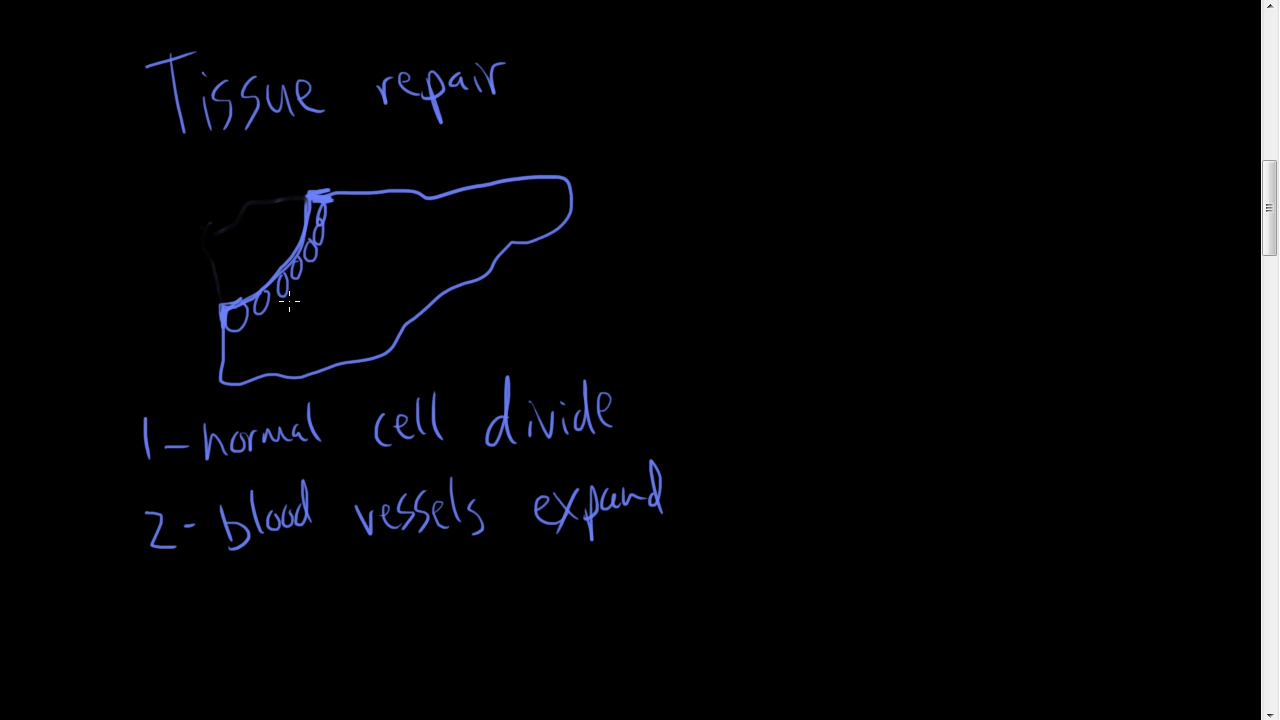 Tissue repair
1-normal cell divide
2-blood vessels expand